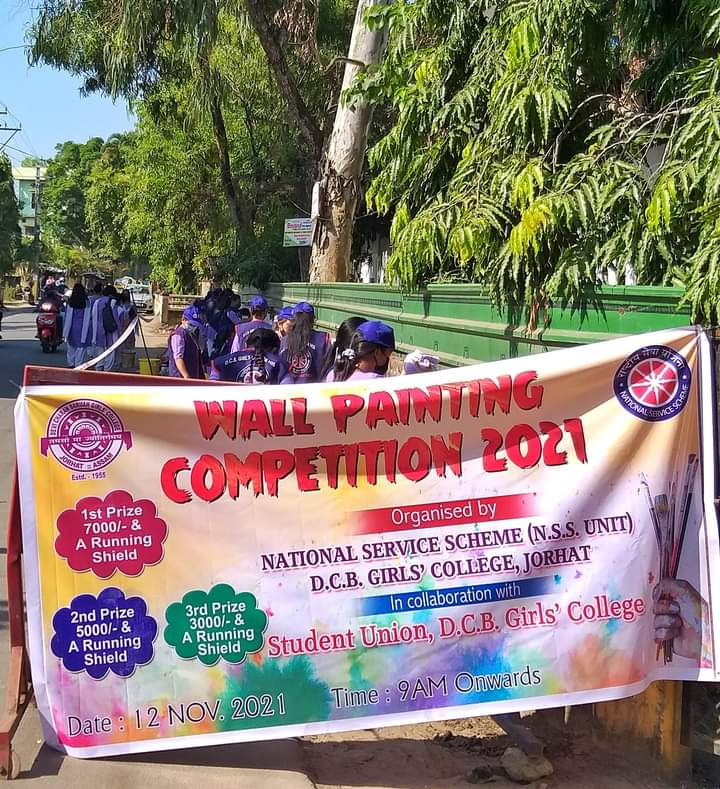 WALL PAINTING
COMPETITION 2021
JORHAT - ASSAM
Estd.-1955
NATIONAL SERVICE SCHEME
1st Prize
7000/- &
A Running
Shield
2nd Prize
5000/- &
A Running
Shield
3rd Prize
3000/- &
A Running
Shield
Organised by
NATIONAL SERVICE SCHEME (N.S.S. UNIT)
D.C.B. GIRLS' COLLEGE, JORHAT
In collaboration with
Student Union, D.C.B. Girls' College
Date : 12 NOV. 2021
Time : 9AM Onwards